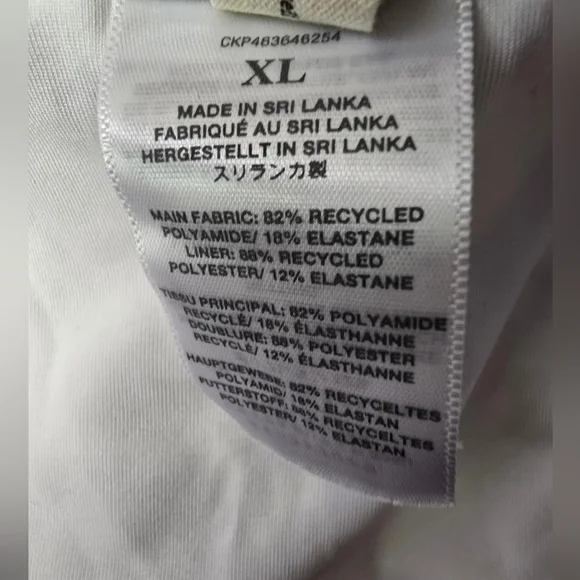 CKP463646254
XL
MADE IN SRI LANKA
FABRIQUÉ AU SRI LANKA
HERGESTELLT IN SRI LANKA
スリランカ製
MAIN FABRIC: 82% RECYCLED
POLYAMIDE/ 18% ELASTANE
LINER: 88% RECYCLED
POLYESTER/ 12% ELASTANE
TISSU PRINCIPAL: 82% POLYAMIDE
RECYCLÉ/ 18% ÉLASTHANNE
DOUBLURE: 88% POLYESTER
RECYCLÉ/ 12% ÉLASTHANNE
HAUPTGEWEBE: 82% RECYCELTES
POLYAMID/ 18% ELASTAN
FUTTERSTOFF: 88% RECYCELTES
POLYESTER/ 12% ELASTAN